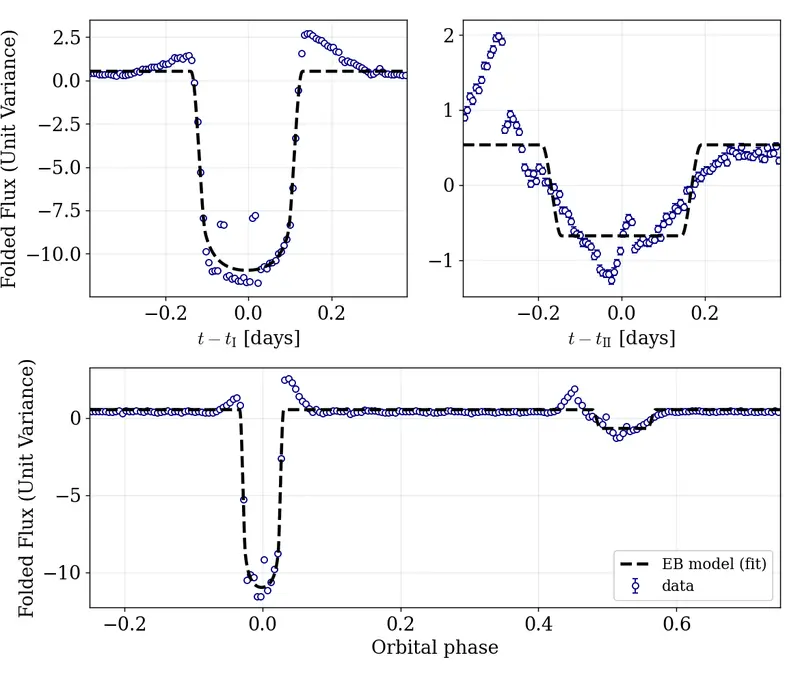 Folded Flux (Unit Variance)
2.5
0.0
−2.5
−5.0
−7.5
−10.0
−0.2 0.0 0.2
t − tI [days]
2
1
0
−1
−0.2 0.0 0.2
t − tII [days]
Folded Flux (Unit Variance)
0
−5
−10
−0.2 0.0 0.2 0.4 0.6
Orbital phase
EB model (fit)
data